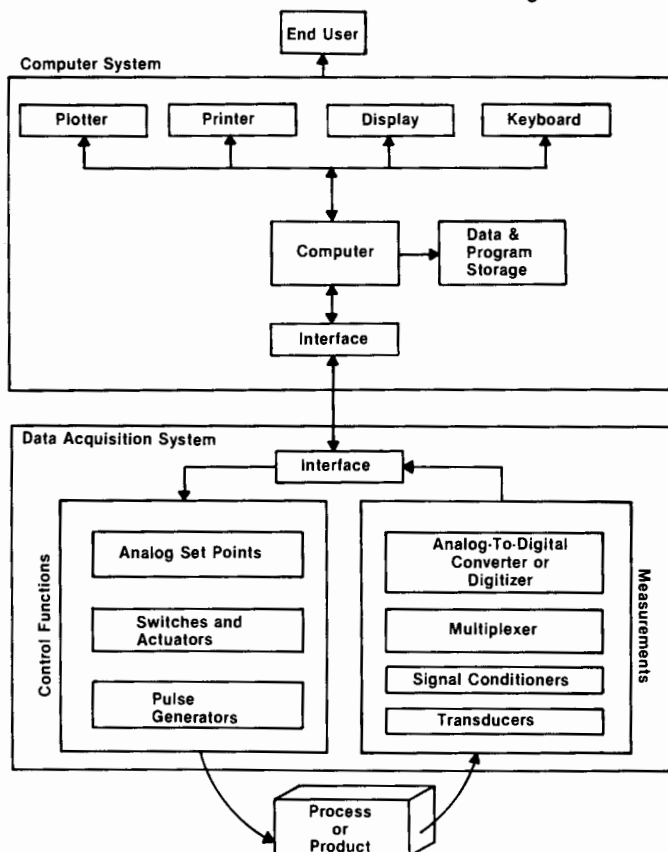 End User
Computer System
Plotter
Printer
Display
Keyboard
Computer
Data &
Program
Storage
Interface
Data Acquisition System
Interface
Control Functions
Analog Set Points
Switches and
Actuators
Pulse
Generators
Analog-To-Digital
Converter or
Digitizer
Multiplexer
Signal Conditioners
Transducers
Measurements
Process
or
Product